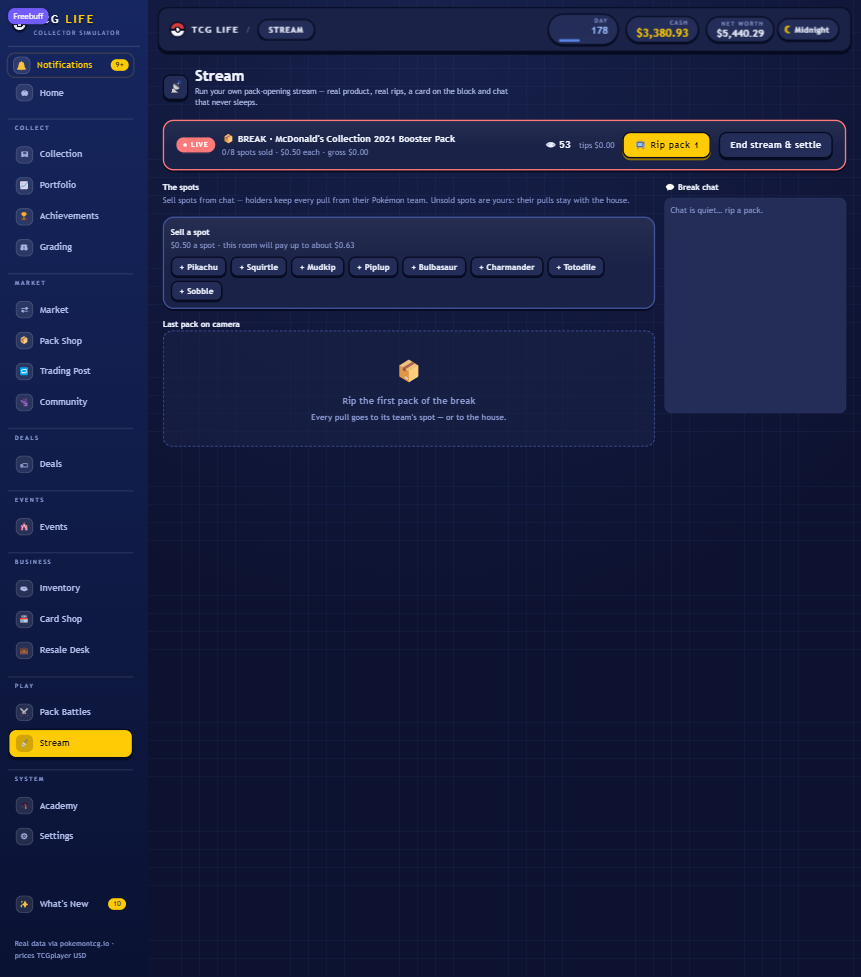 Freebuff
CG LIFE
COLLECTOR SIMULATOR
Notifications 9+
Home
COLLECT
Collection
Portfolio
Achievements
Grading
MARKET
Market
Pack Shop
Trading Post
Community
DEALS
Deals
EVENTS
Events
BUSINESS
Inventory
Card Shop
Resale Desk
PLAY
Pack Battles
Stream
SYSTEM
Academy
Settings
What's New 10
Real data via pokemontcg.io ·
prices TCGplayer USD
TCG LIFE / STREAM
DAY
178
CASH
$3,380.93
NET WORTH
$5,440.29
Midnight
Stream
Run your own pack-opening stream — real product, real rips, a card on the block and chat
that never sleeps.
• LIVE
BREAK · McDonald's Collection 2021 Booster Pack
0/8 spots sold · $0.50 each · gross $0.00
53 tips $0.00
Rip pack 1
End stream & settle
The spots
Sell spots from chat — holders keep every pull from their Pokémon team. Unsold spots are yours: their pulls stay with the house.
Sell a spot
$0.50 a spot · this room will pay up to about $0.63
+ Pikachu + Squirtle + Mudkip + Piplup + Bulbasaur + Charmander + Totodile
+ Sobble
Last pack on camera
Rip the first pack of the break
Every pull goes to its team's spot — or to the house.
Break chat
Chat is quiet... rip a pack.